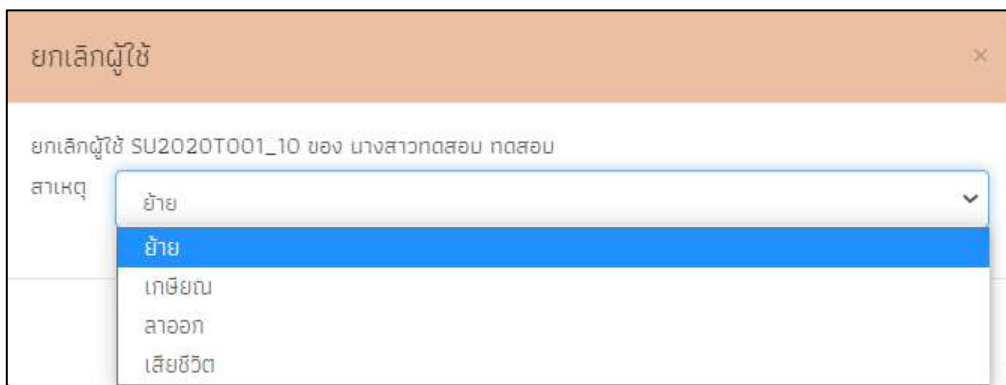 ยกเลิกผู้ใช้ ×
ยกเลิกผู้ใช้ SU2020T001_10 ของ นางสาวทดสอบ ทดสอบ
สาเหตุ ย้าย
ย้าย
เกษียณ
ลาออก
เสียชีวิต